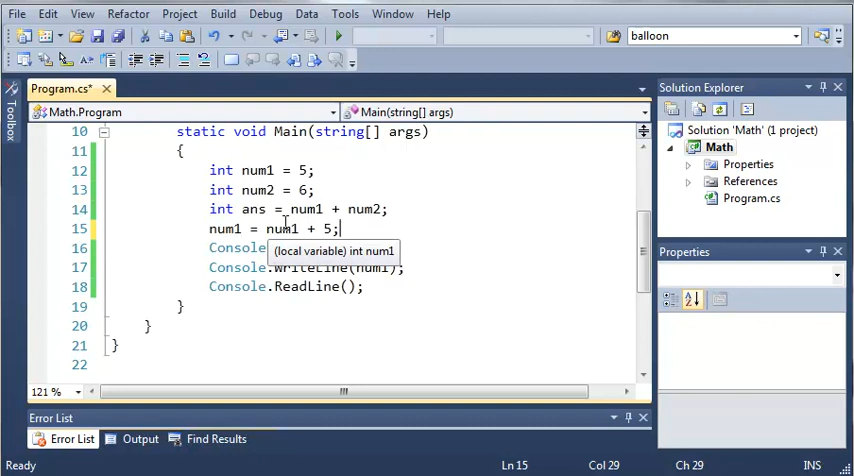 File Edit View Refactor Project Build Debug Data Tools Window Help
balloon
Program.cs*
Toolbox
Math.Program
Main(string[] args)
10 static void Main(string[] args)
11 {
12 int num1 = 5;
13 int num2 = 6;
14 int ans = num1 + num2;
15 num1 = num1 + 5;
16 Console
(local variable) int num1
17 Console.WriteLine(num1);
18 Console.ReadLine();
19 }
20 }
21 }
22
121 %
Solution Explorer
Solution 'Math' (1 project)
Math
Properties
References
Program.cs
Properties
Error List
Error List Output Find Results
Ready Ln 15 Col 29 Ch 29 INS